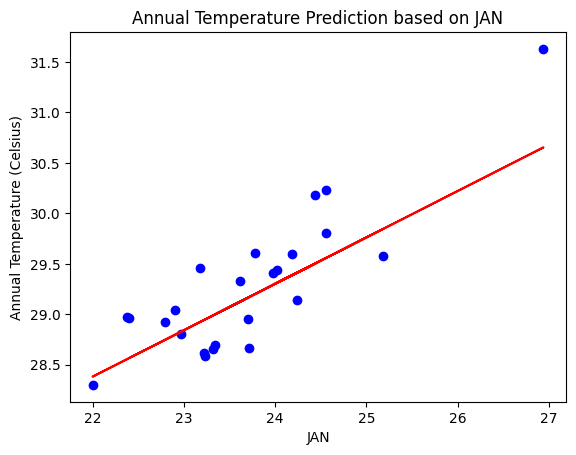 Annual Temperature Prediction based on JAN
Annual Temperature (Celsius)
31.5
31.0
30.5
30.0
29.5
29.0
28.5
22 23 24 25 26 27
JAN